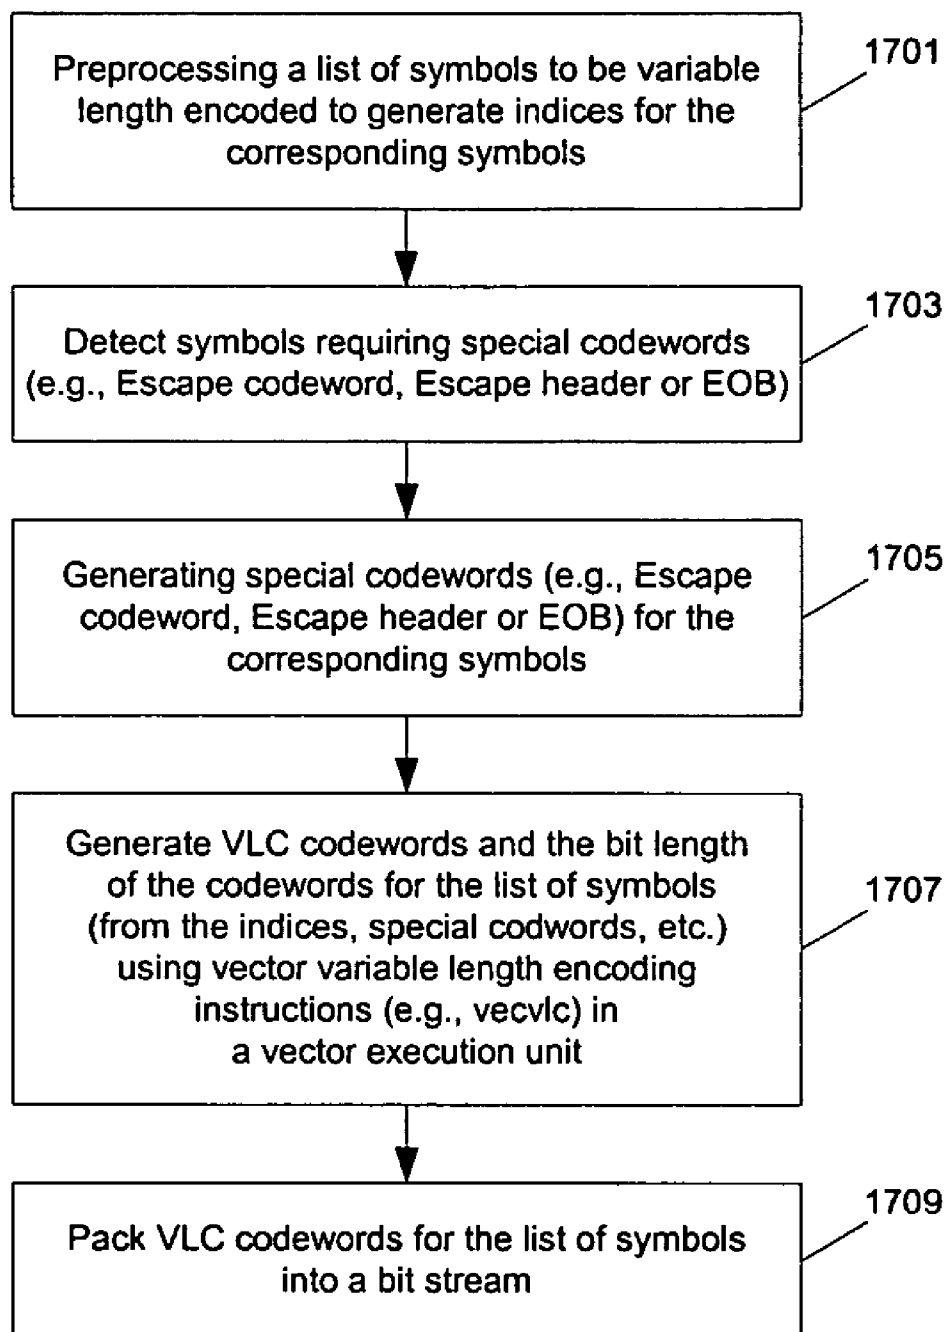 1701
Preprocessing a list of symbols to be variable
length encoded to generate indices for the
corresponding symbols
1703
Detect symbols requiring special codewords
(e.g., Escape codeword, Escape header or EOB)
1705
Generating special codewords (e.g., Escape
codeword, Escape header or EOB) for the
corresponding symbols
1707
Generate VLC codewords and the bit length
of the codewords for the list of symbols
(from the indices, special codwords, etc.)
using vector variable length encoding
instructions (e.g., vecvlc) in
a vector execution unit
1709
Pack VLC codewords for the list of symbols
into a bit stream